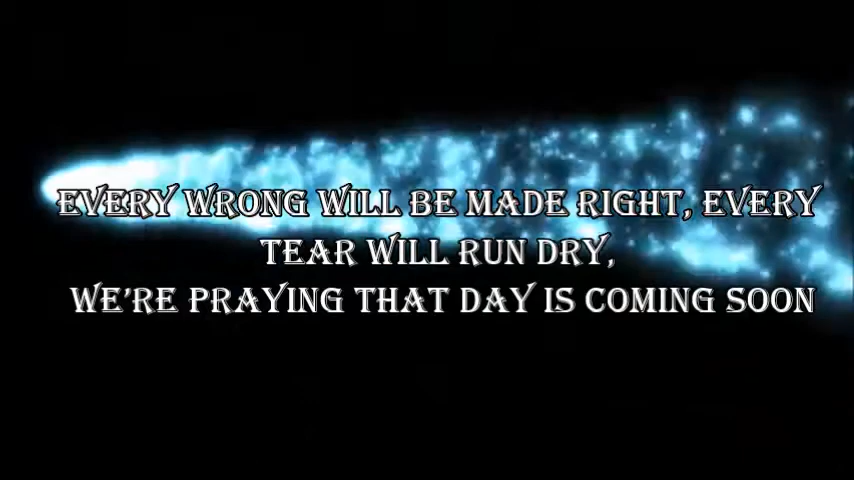 EVERY WRONG WILL BE MADE RIGHT, EVERY
TEAR WILL RUN DRY,
WE'RE PRAYING THAT DAY IS COMING SOON